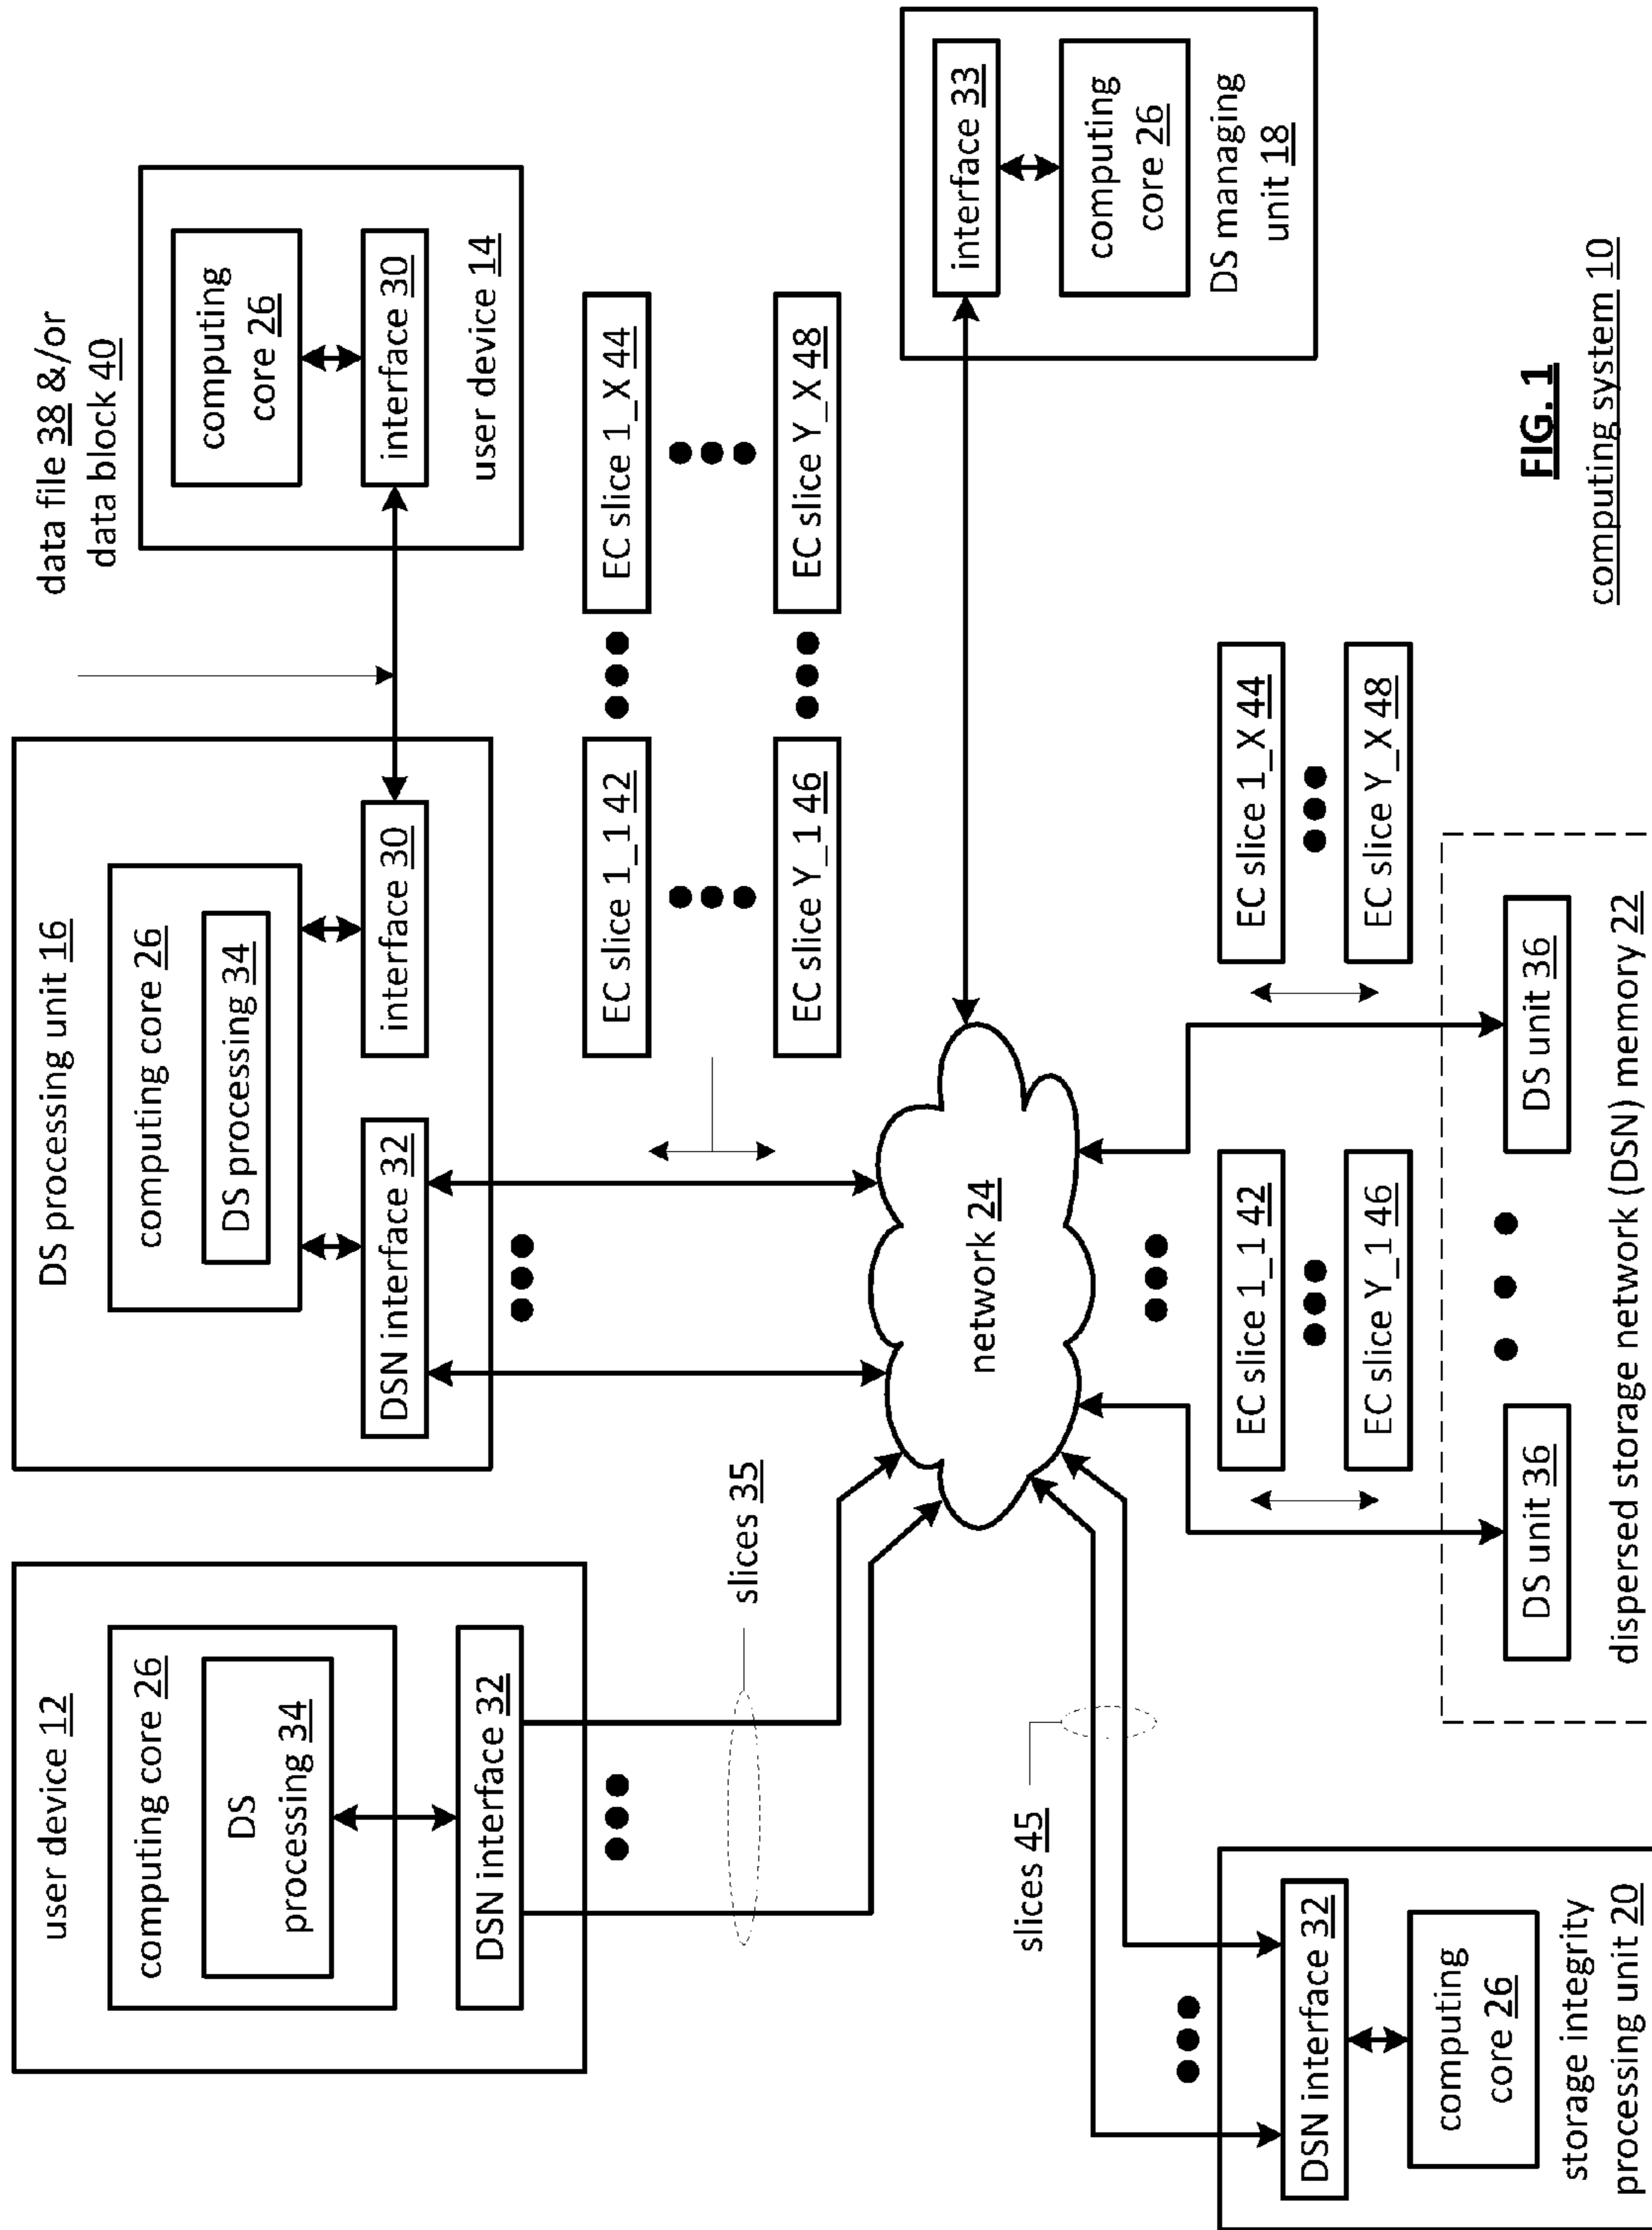 user device 12
computing core 26
DS
processing 34
DSN interface 32
slices 35
DS processing unit 16
computing core 26
DS processing 34
DSN interface 32
interface 30
data file 38 &/or
data block 40
computing
core 26
interface 30
user device 14
EC slice 1_1 42
EC slice 1_X 44
EC slice Y_1 46
EC slice Y_X 48
network 24
interface 33
computing
core 26
DS managing
unit 18
slices 45
DSN interface 32
computing
core 26
storage integrity
processing unit 20
EC slice 1_1 42
EC slice Y_1 46
EC slice 1_X 44
EC slice Y_X 48
DS unit 36
DS unit 36
dispersed storage network (DSN) memory 22
FIG. 1
computing system 10